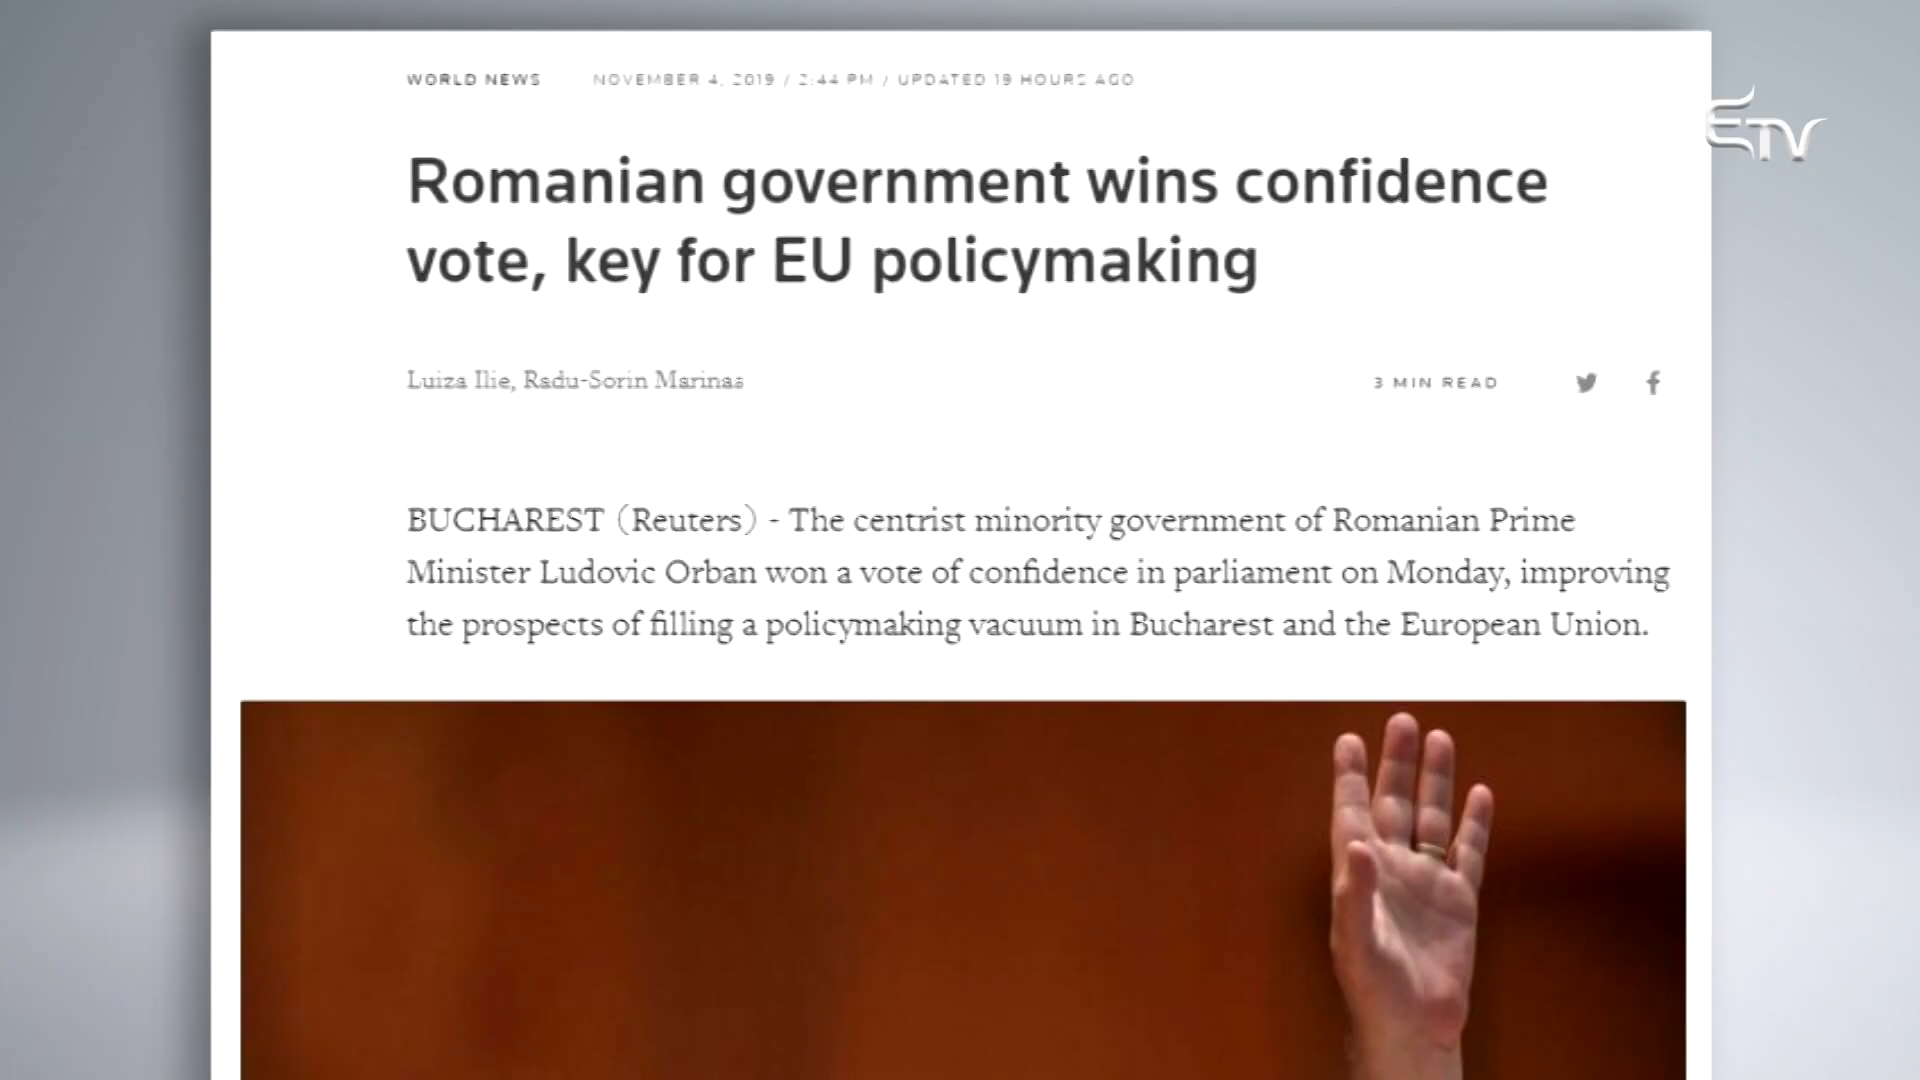 WORLD NEWS NOVEMBER 4, 2019 / 2:44 PM / UPDATED 19 HOURS AGO
ETV
Romanian government wins confidence
vote, key for EU policymaking
Luiza Ilie, Radu-Sorin Marinas
3 MIN READ
BUCHAREST (Reuters) - The centrist minority government of Romanian Prime
Minister Ludovic Orban won a vote of confidence in parliament on Monday, improving
the prospects of filling a policymaking vacuum in Bucharest and the European Union.